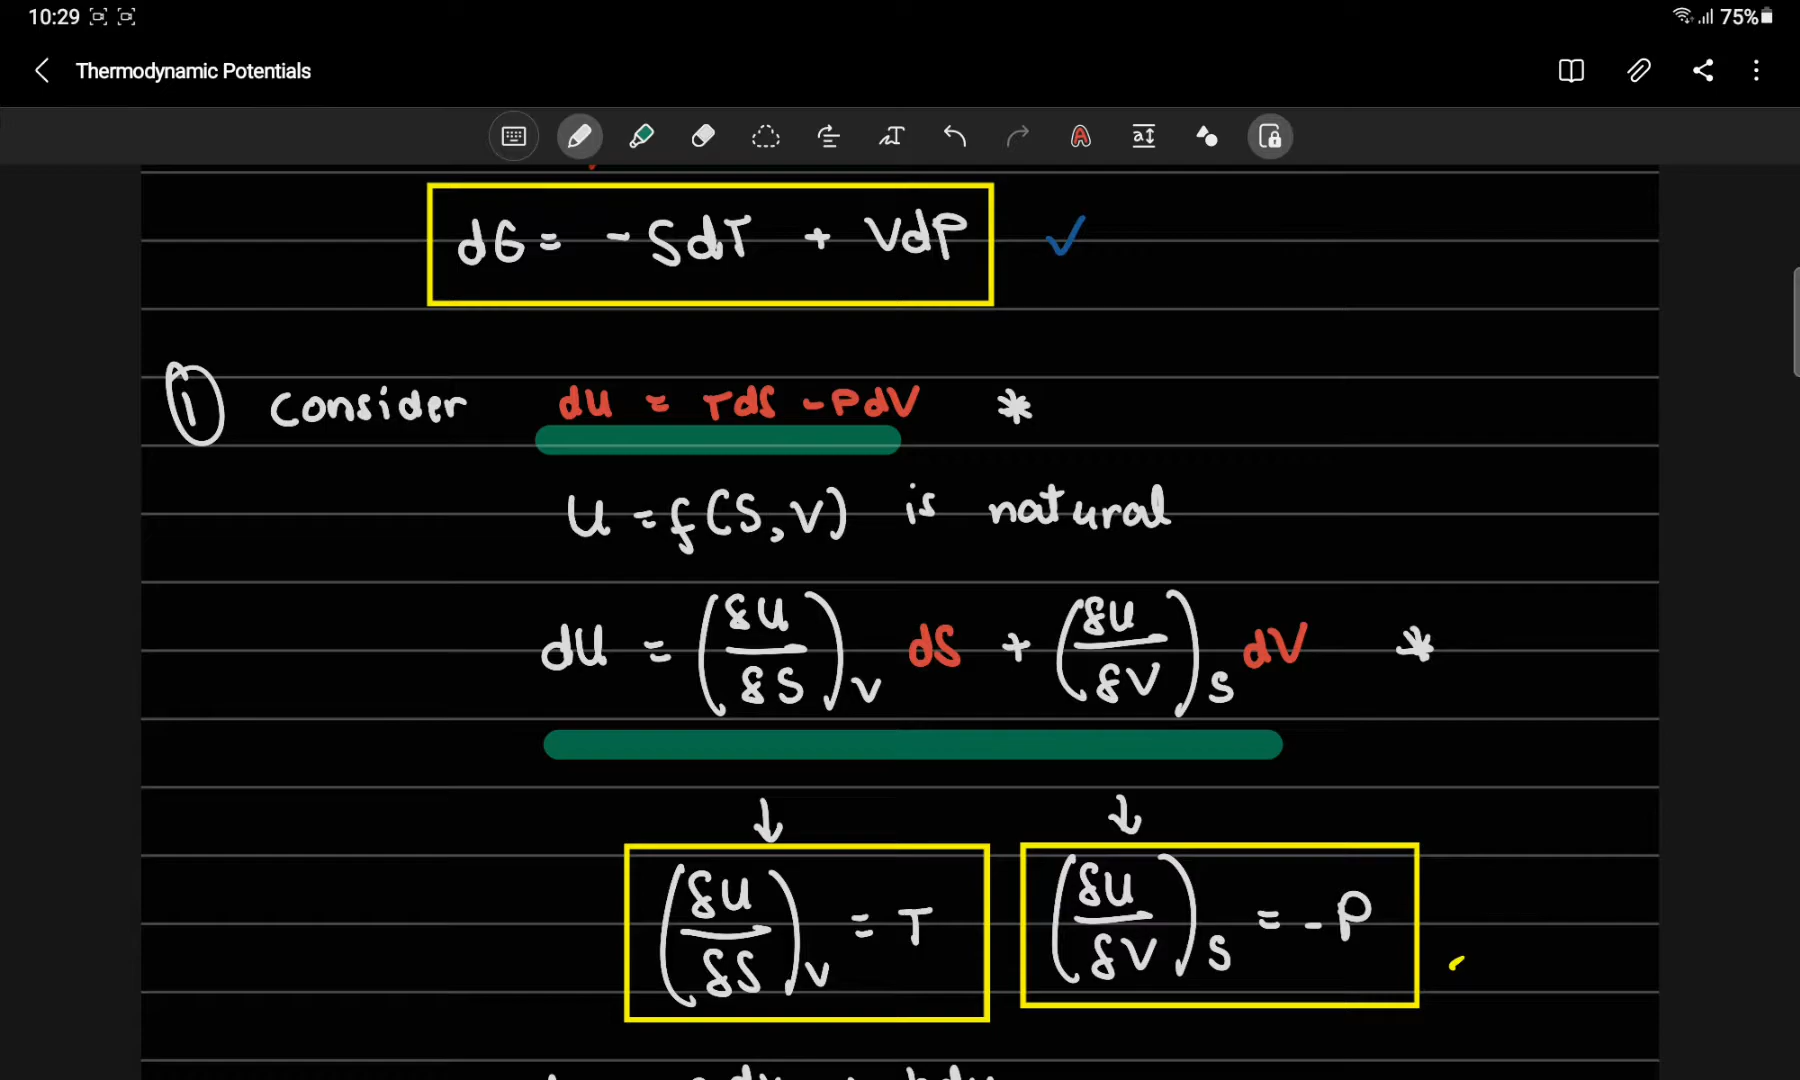 10:29 75%
Thermodynamic Potentials
dG = - SdT + VdP ✓
① Consider dU = TdS - PdV *
U = f(S,V) is natural
dU = (δU/δS)_V dS + (δU/δV)_S dV *
↓ ↓
(δU/δS)_V = T (δU/δV)_S = -P